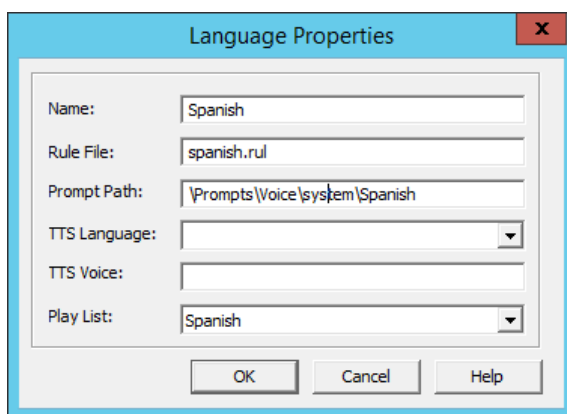 Language Properties
x
Name: Spanish
Rule File: spanish.rul
Prompt Path: \Prompts\Voice\system\Spanish
TTS Language:
TTS Voice:
Play List: Spanish
OK Cancel Help